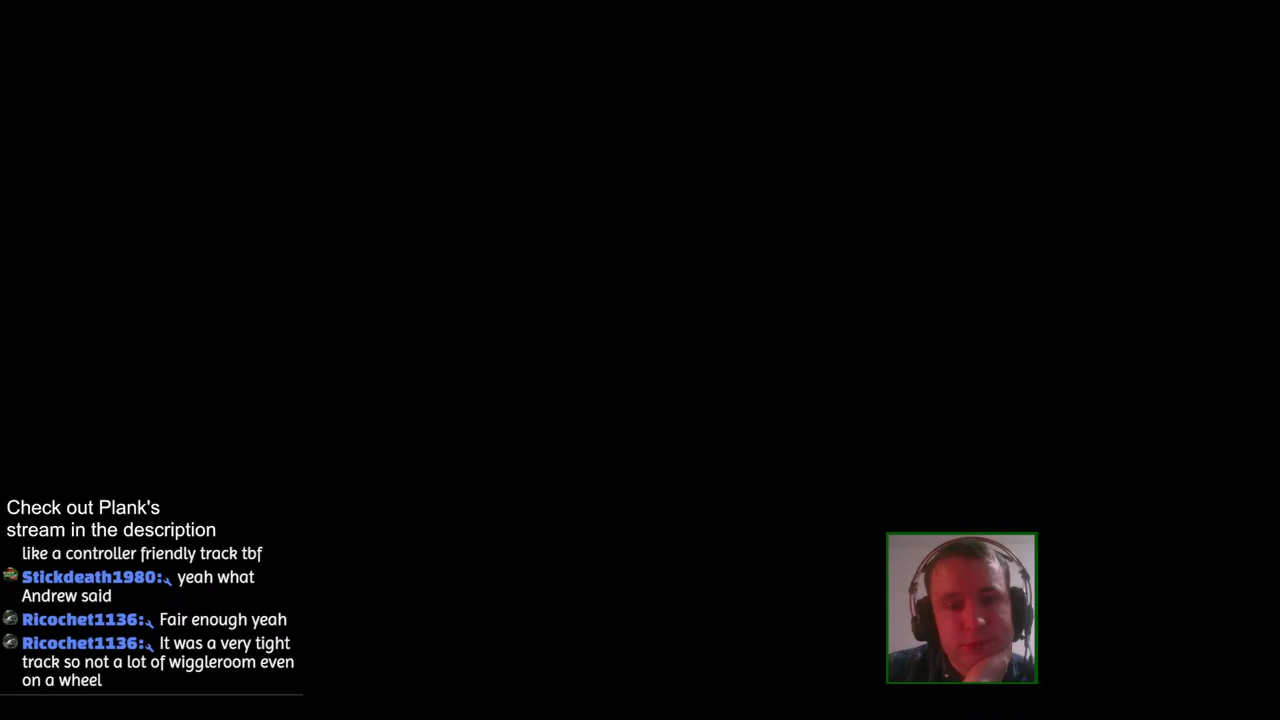 Check out Plank's
stream in the description
like a controller friendly track tbf
Stickdeath1980: yeah what
Andrew said
Ricochet1136: Fair enough yeah
Ricochet1136: It was a very tight
track so not a lot of wiggleroom even
on a wheel